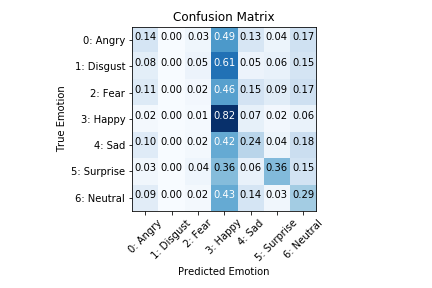 Confusion Matrix
True Emotion
0: Angry 0.14 0.00 0.03 0.49 0.13 0.04 0.17
1: Disgust 0.08 0.00 0.05 0.61 0.05 0.06 0.15
2: Fear 0.11 0.00 0.02 0.46 0.15 0.09 0.17
3: Happy 0.02 0.00 0.01 0.82 0.07 0.02 0.06
4: Sad 0.10 0.00 0.02 0.42 0.24 0.04 0.18
5: Surprise 0.03 0.00 0.04 0.36 0.06 0.36 0.15
6: Neutral 0.09 0.00 0.02 0.43 0.14 0.03 0.29
0: Angry 1: Disgust 2: Fear 3: Happy 4: Sad 5: Surprise 6: Neutral
Predicted Emotion